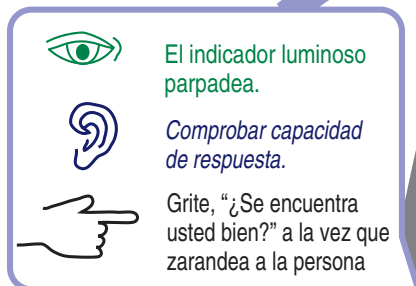 El indicador luminoso
parpadea.
Comprobar capacidad
de respuesta.
Grite, “¿Se encuentra
usted bien?” a la vez que
zarandea a la persona